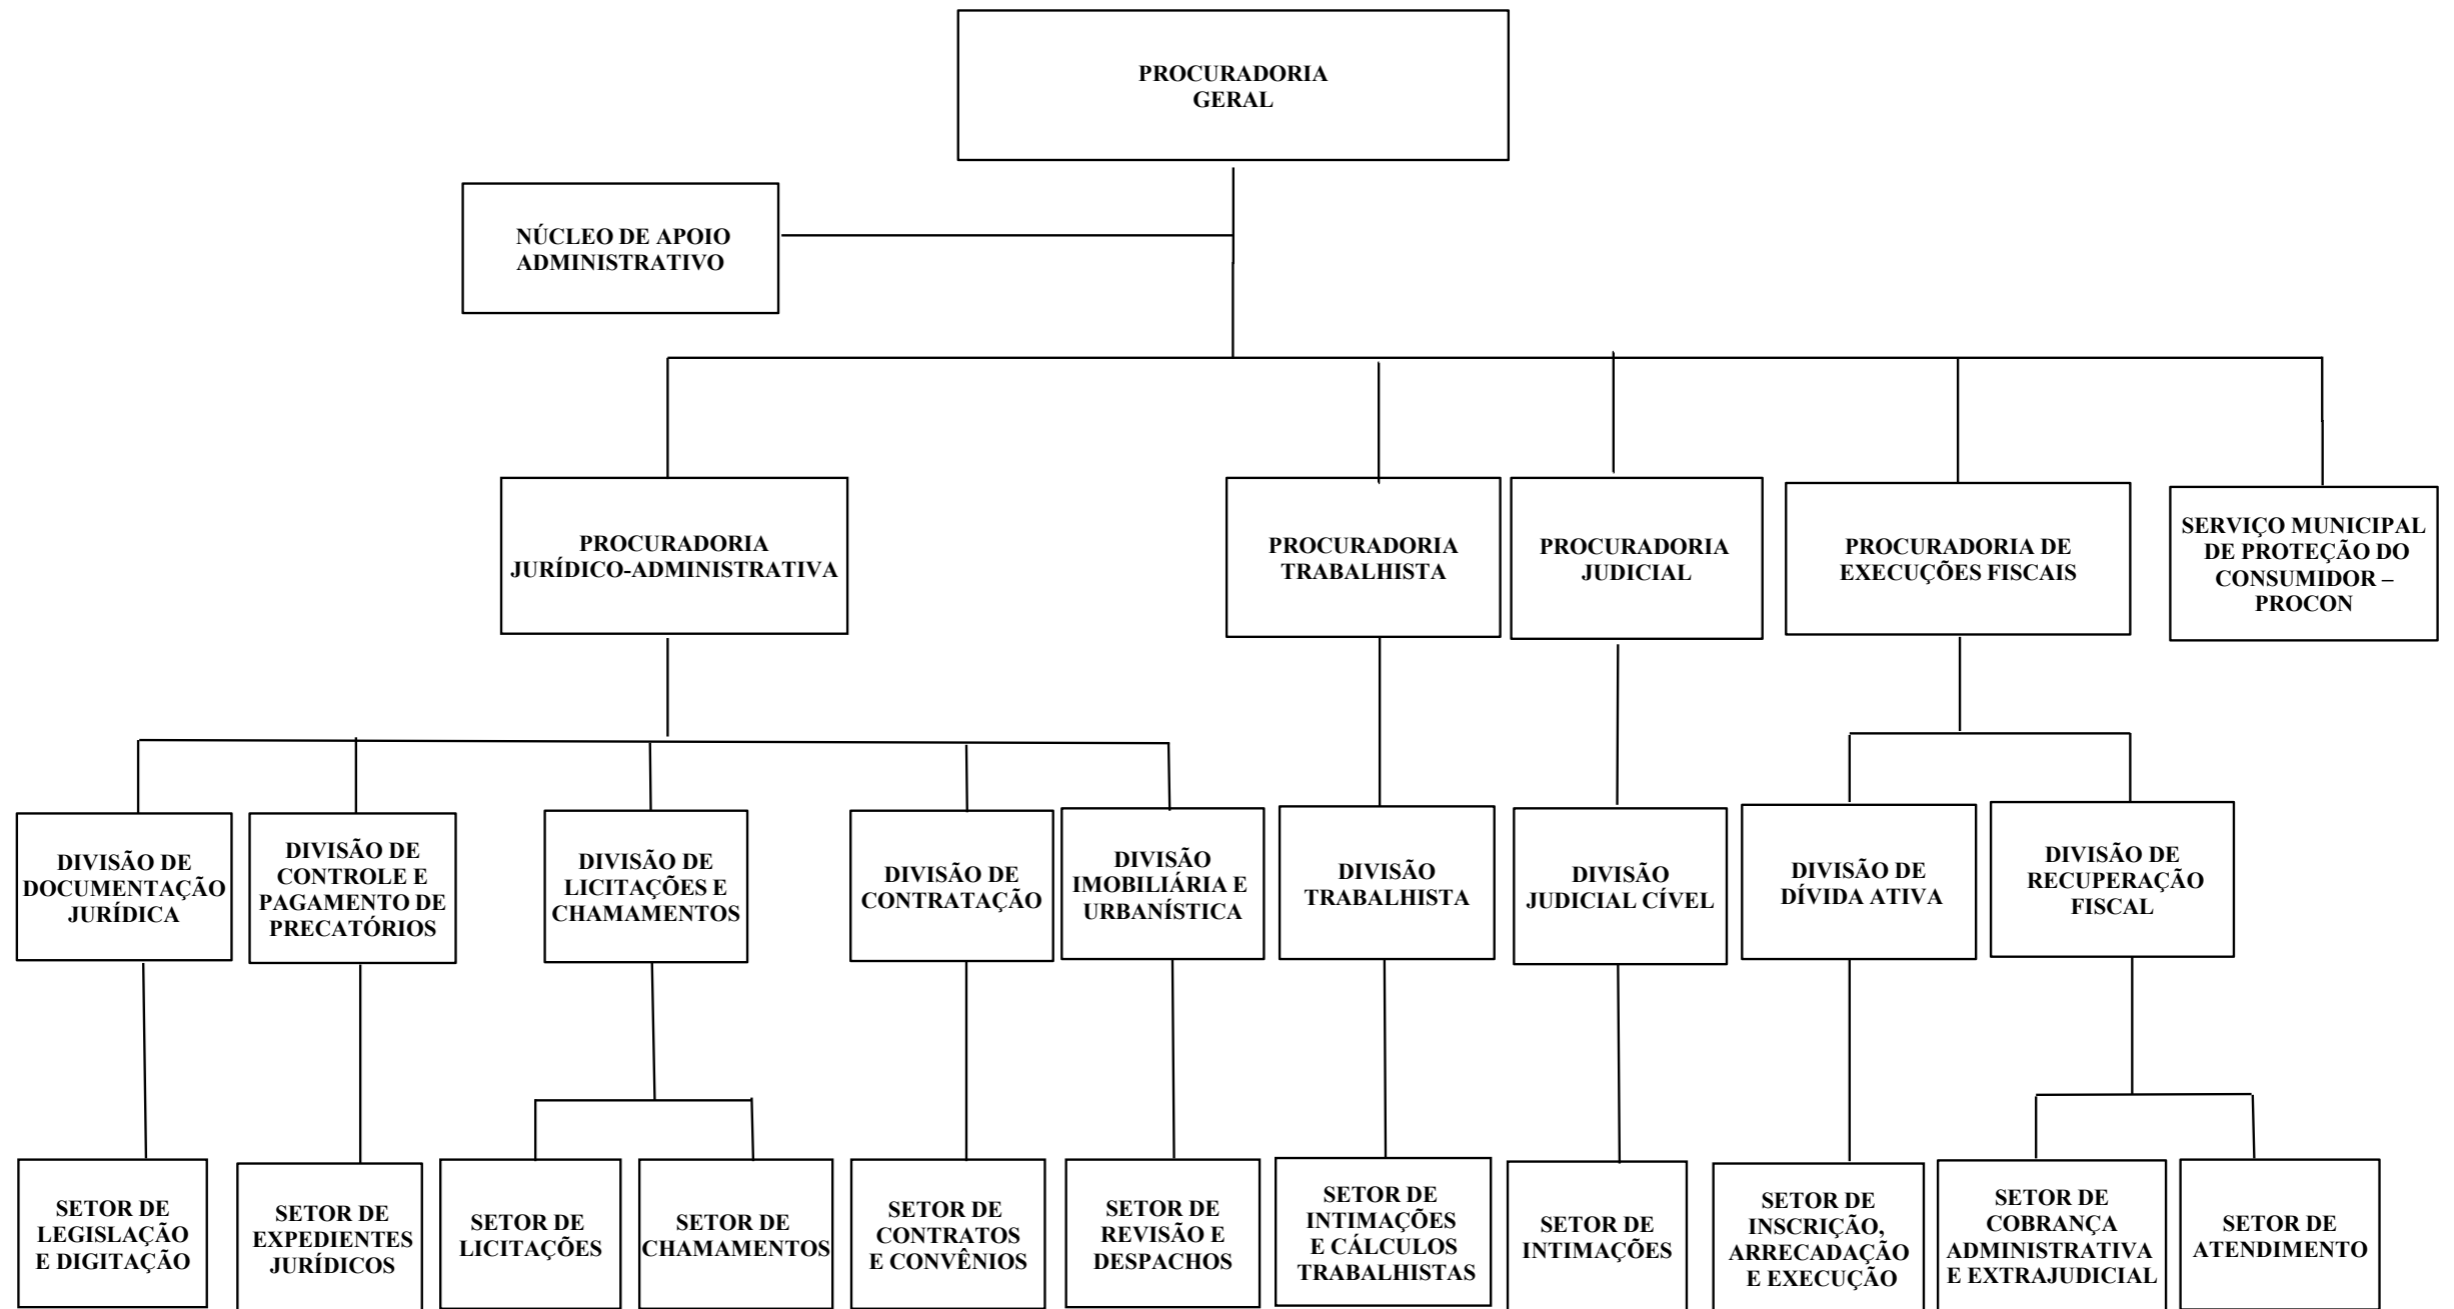 PROCURADORIA
GERAL
NÚCLEO DE APOIO
ADMINISTRATIVO
PROCURADORIA
JURÍDICO-ADMINISTRATIVA
PROCURADORIA
TRABALHISTA
PROCURADORIA
JUDICIAL
PROCURADORIA DE
EXECUÇÕES FISCAIS
SERVIÇO MUNICIPAL
DE PROTEÇÃO DO
CONSUMIDOR –
PROCON
DIVISÃO DE
DOCUMENTAÇÃO
JURÍDICA
DIVISÃO DE
CONTROLE E
PAGAMENTO DE
PRECATÓRIOS
DIVISÃO DE
LICITAÇÕES E
CHAMAMENTOS
DIVISÃO DE
CONTRATAÇÃO
DIVISÃO
IMOBILIÁRIA E
URBANÍSTICA
DIVISÃO
TRABALHISTA
DIVISÃO
JUDICIAL CÍVEL
DIVISÃO DE
DÍVIDA ATIVA
DIVISÃO DE
RECUPERAÇÃO
FISCAL
SETOR DE
LEGISLAÇÃO
E DIGITAÇÃO
SETOR DE
EXPEDIENTES
JURÍDICOS
SETOR DE
LICITAÇÕES
SETOR DE
CHAMAMENTOS
SETOR DE
CONTRATOS
E CONVÊNIOS
SETOR DE
REVISÃO E
DESPACHOS
SETOR DE
INTIMAÇÕES
E CÁLCULOS
TRABALHISTAS
SETOR DE
INTIMAÇÕES
SETOR DE
INSCRIÇÃO,
ARRECADAÇÃO
E EXECUÇÃO
SETOR DE
COBRANÇA
ADMINISTRATIVA
E EXTRAJUDICIAL
SETOR DE
ATENDIMENTO